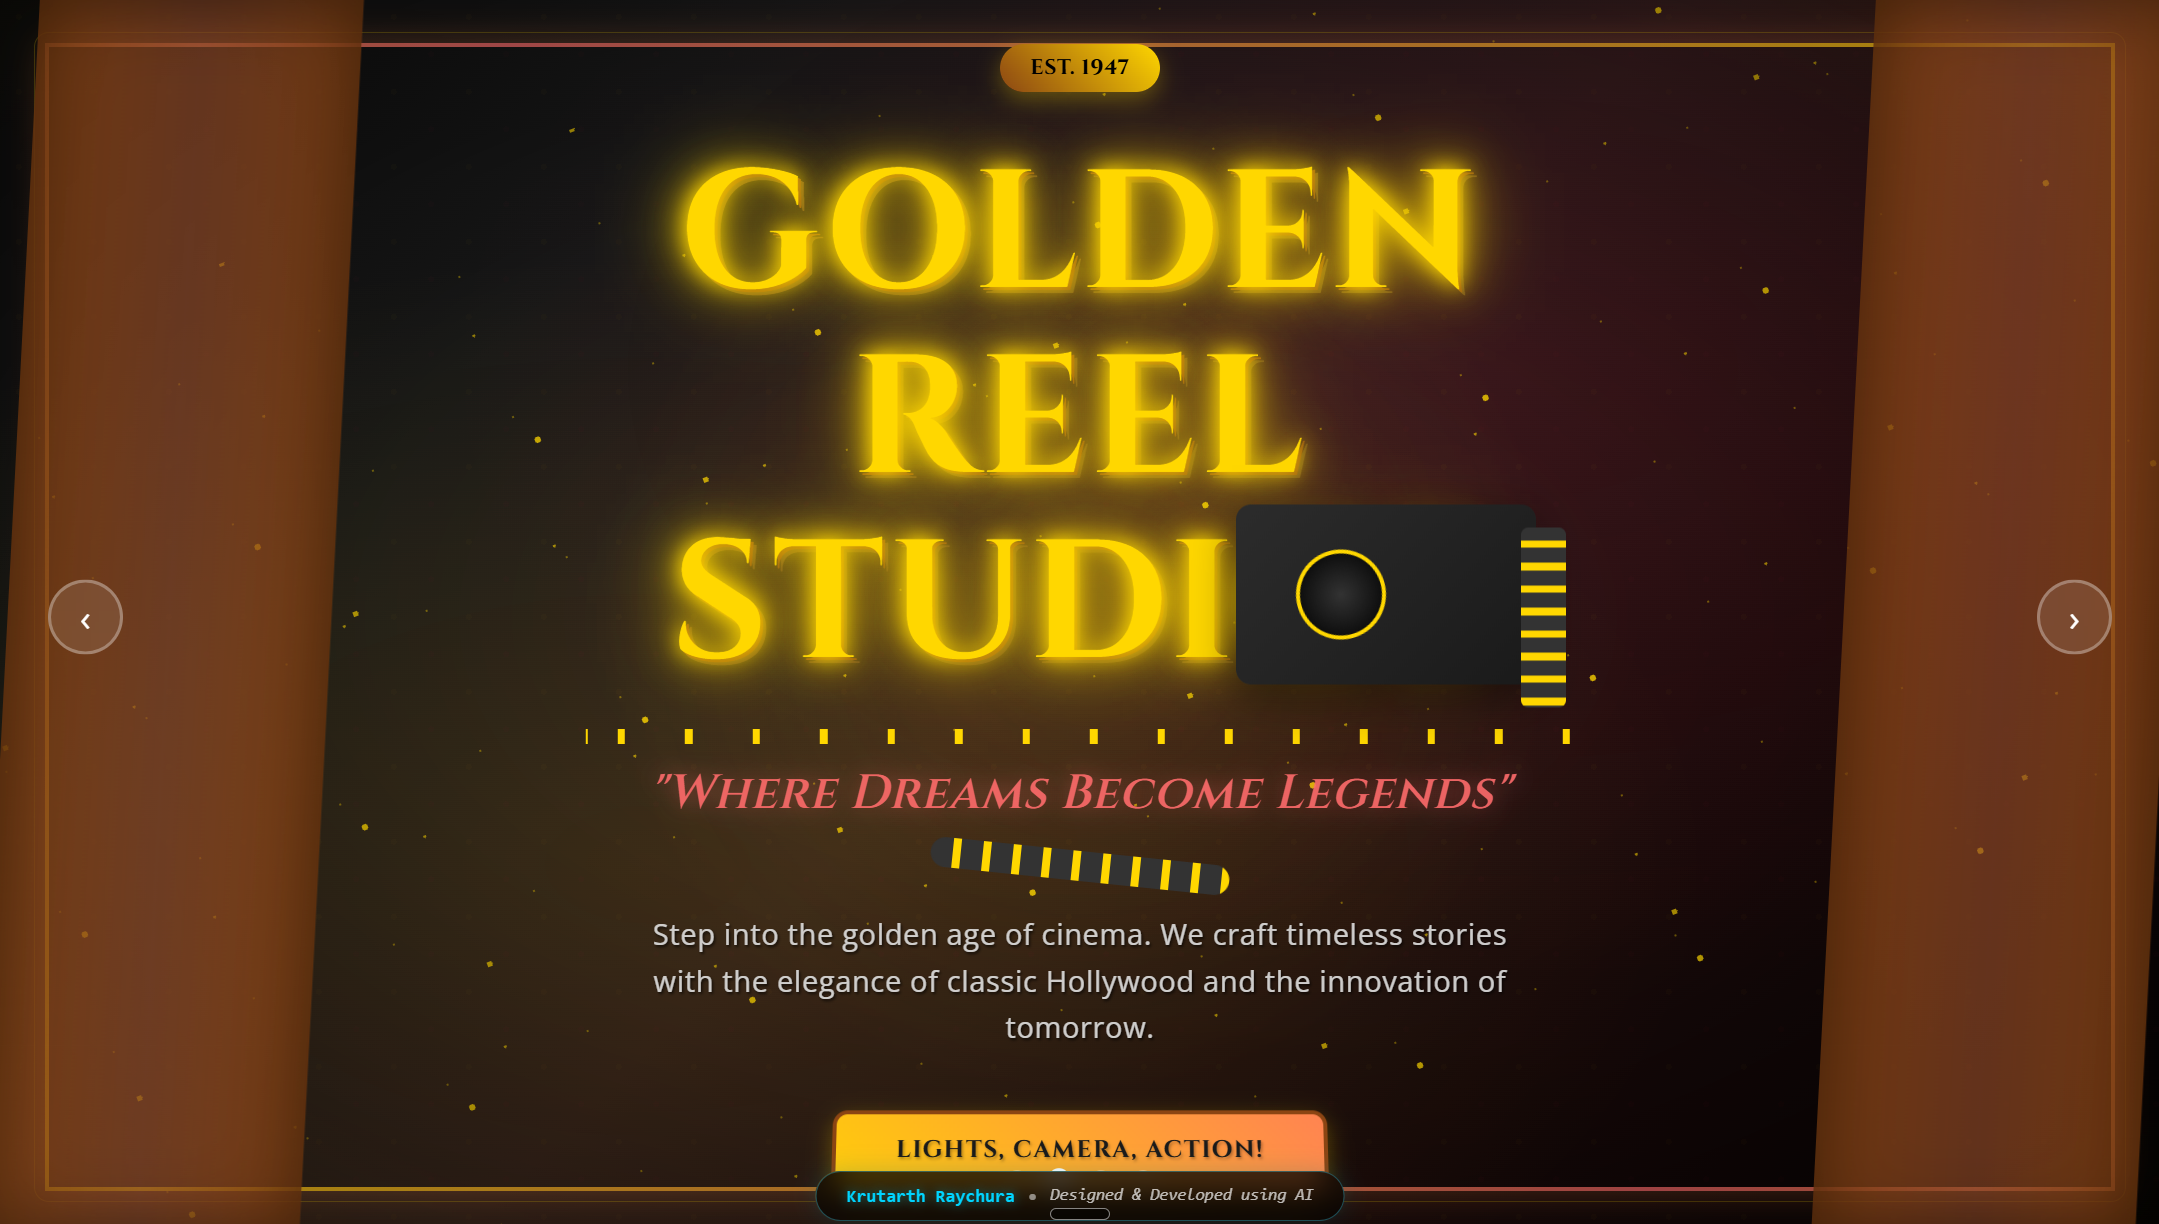 EST. 1947
GOLDEN
REEL
STUDI
"WHERE DREAMS BECOME LEGENDS"
Step into the golden age of cinema. We craft timeless stories
with the elegance of classic Hollywood and the innovation of
tomorrow.
‹
›
LIGHTS, CAMERA, ACTION!
Krutarth Raychura • Designed & Developed using AI